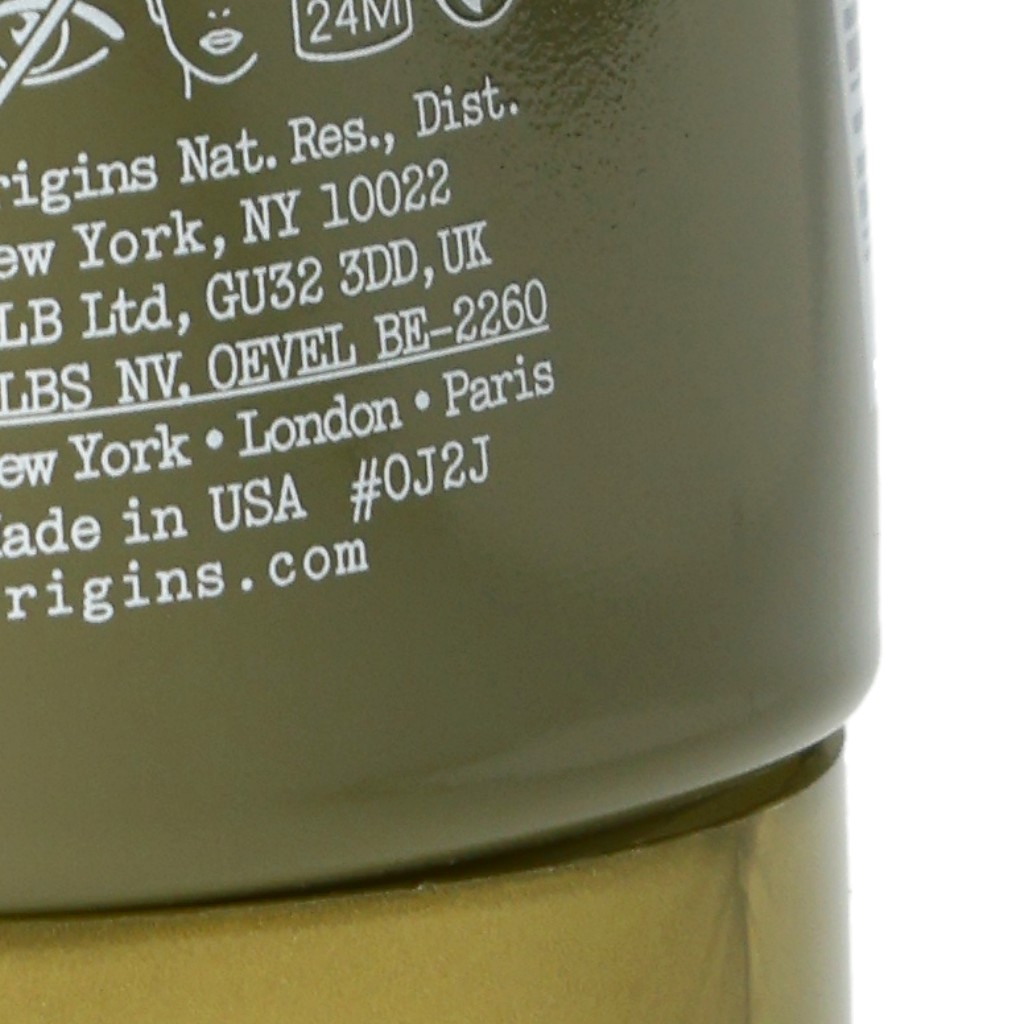 24M
rigins Nat. Res., Dist.
ew York, NY 10022
LB Ltd, GU32 3DD, UK
LBS NV. OEVEL BE-2260
ew York • London • Paris
ade in USA #0J2J
rigins.com